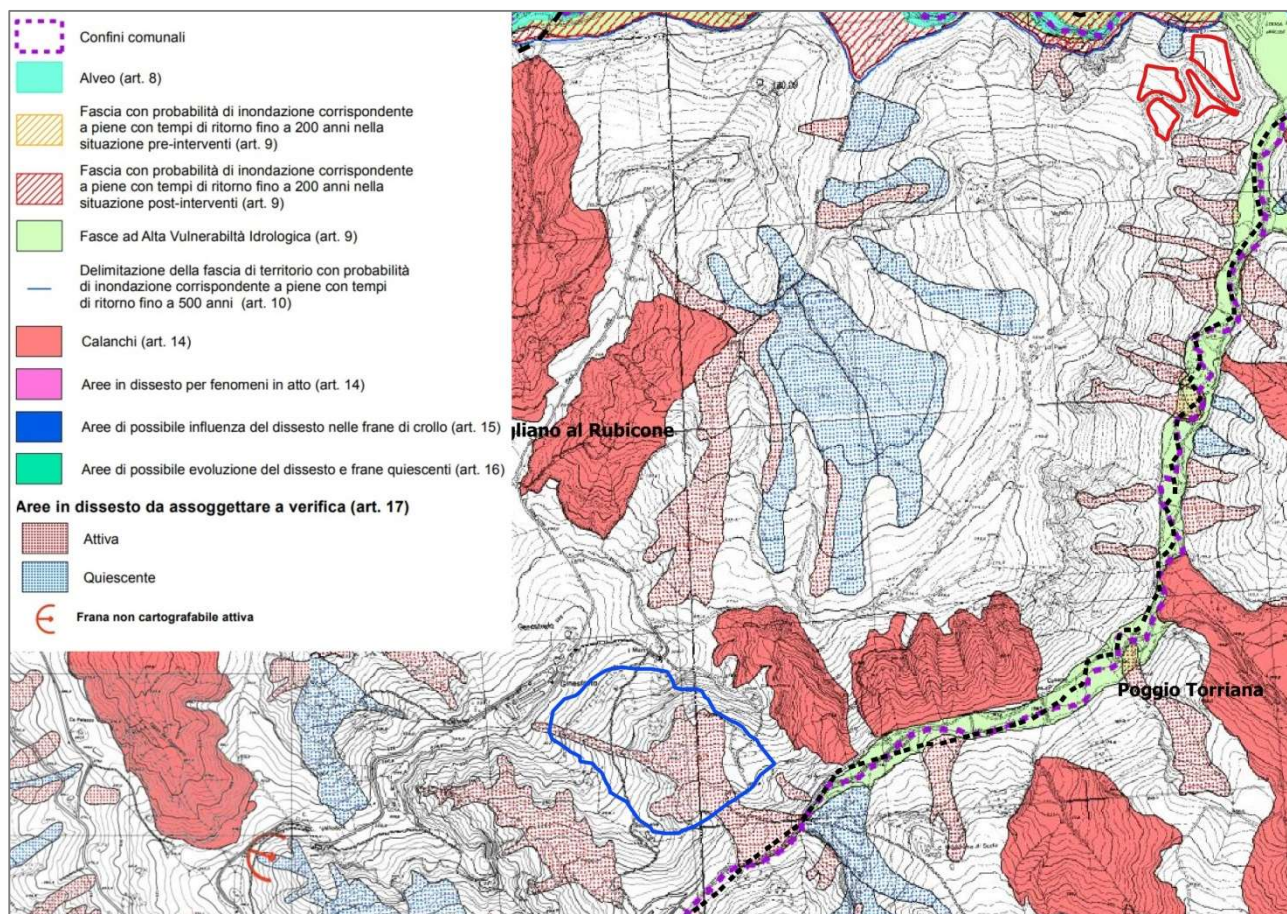 Confini comunali
Alveo (art. 8)
Fascia con probabilità di inondazione corrispondente
a piene con tempi di ritorno fino a 200 anni nella
situazione pre-interventi (art. 9)
Fascia con probabilità di inondazione corrispondente
a piene con tempi di ritorno fino a 200 anni nella
situazione post-interventi (art. 9)
Fasce ad Alta Vulnerabiltà Idrologica (art. 9)
Delimitazione della fascia di territorio con probabilità
di inondazione corrispondente a piene con tempi
di ritorno fino a 500 anni (art. 10)
Calanchi (art. 14)
Aree in dissesto per fenomeni in atto (art. 14)
Aree di possibile influenza del dissesto nelle frane di crollo (art. 15)
Aree di possibile evoluzione del dissesto e frane quiescenti (art. 16)
Aree in dissesto da assoggettare a verifica (art. 17)
Attiva
Quiescente
Frana non cartografabile attiva
gliano al Rubicone
Ginestreto
Poggio Torriana